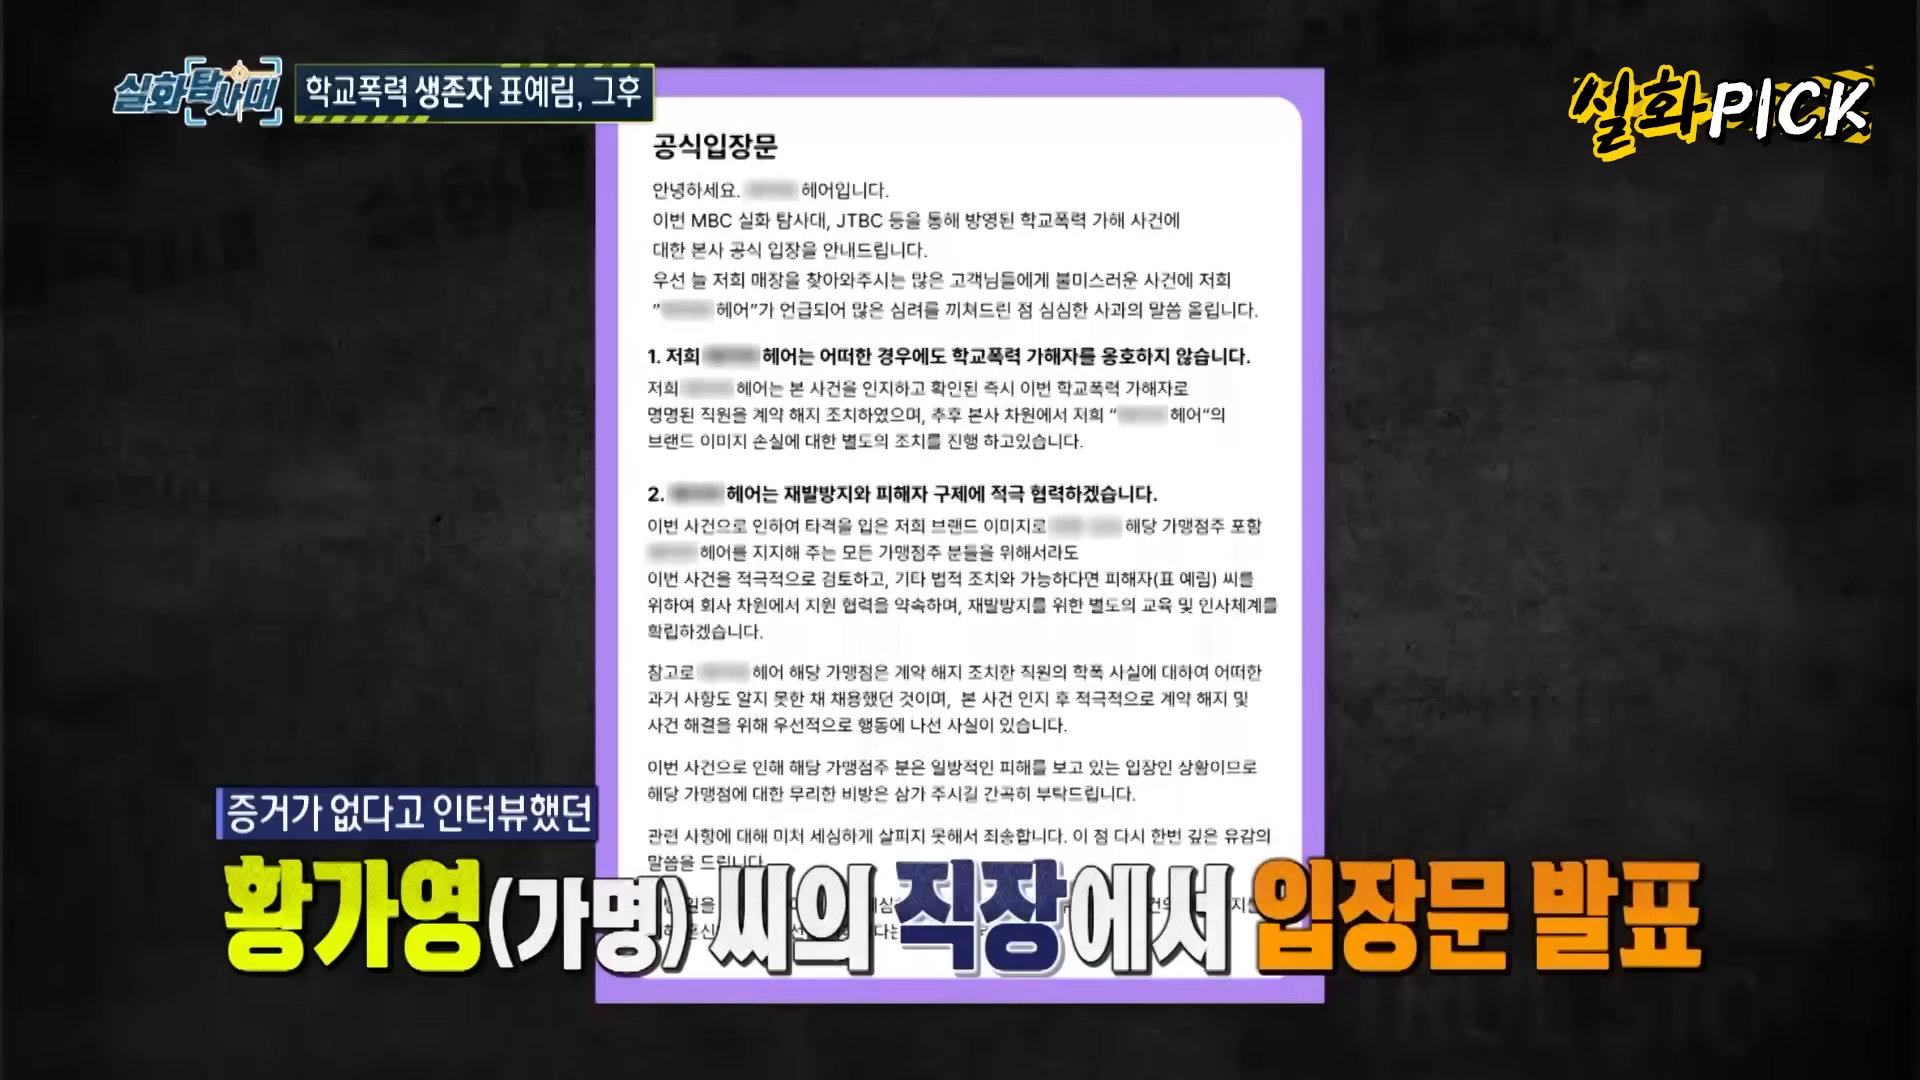 실화탐사대
학교폭력 생존자 표예림, 그후
실화PICK
공식입장문
안녕하세요. 헤어입니다.
이번 MBC 실화 탐사대, JTBC 등을 통해 방영된 학교폭력 가해 사건에
대한 본사 공식 입장을 안내드립니다.
우선 늘 저희 매장을 찾아와주시는 많은 고객님들에게 불미스러운 사건에 저희
“ 헤어”가 언급되어 많은 심려를 끼쳐드린 점 심심한 사과의 말씀 올립니다.
1. 저희 헤어는 어떠한 경우에도 학교폭력 가해자를 옹호하지 않습니다.
저희 헤어는 본 사건을 인지하고 확인된 즉시 이번 학교폭력 가해자로
명명된 직원을 계약 해지 조치하였으며, 추후 본사 차원에서 저희 “ 헤어“의
브랜드 이미지 손실에 대한 별도의 조치를 진행 하고있습니다.
2. 헤어는 재발방지와 피해자 구제에 적극 협력하겠습니다.
이번 사건으로 인하여 타격을 입은 저희 브랜드 이미지로 해당 가맹점주 포함
헤어를 지지해 주는 모든 가맹점주 분들을 위해서라도
이번 사건을 적극적으로 검토하고, 기타 법적 조치와 가능하다면 피해자(표 예림) 씨를
위하여 회사 차원에서 지원 협력을 약속하며, 재발방지를 위한 별도의 교육 및 인사체계를
확립하겠습니다.
참고로 헤어 해당 가맹점은 계약 해지 조치한 직원의 학폭 사실에 대하여 어떠한
과거 사항도 알지 못한 채 채용했던 것이며, 본 사건 인지 후 적극적으로 계약 해지 및
사건 해결을 위해 우선적으로 행동에 나선 사실이 있습니다.
이번 사건으로 인해 해당 가맹점주 분은 일방적인 피해를 보고 있는 입장인 상황이므로
해당 가맹점에 대한 무리한 비방은 삼가 주시길 간곡히 부탁드립니다.
관련 사항에 대해 미처 세심하게 살피지 못해서 죄송합니다. 이 점 다시 한번 깊은 유감의
말씀을 드립니다.
증거가 없다고 인터뷰했던
황가영(가명) 씨의 직장에서 입장문 발표